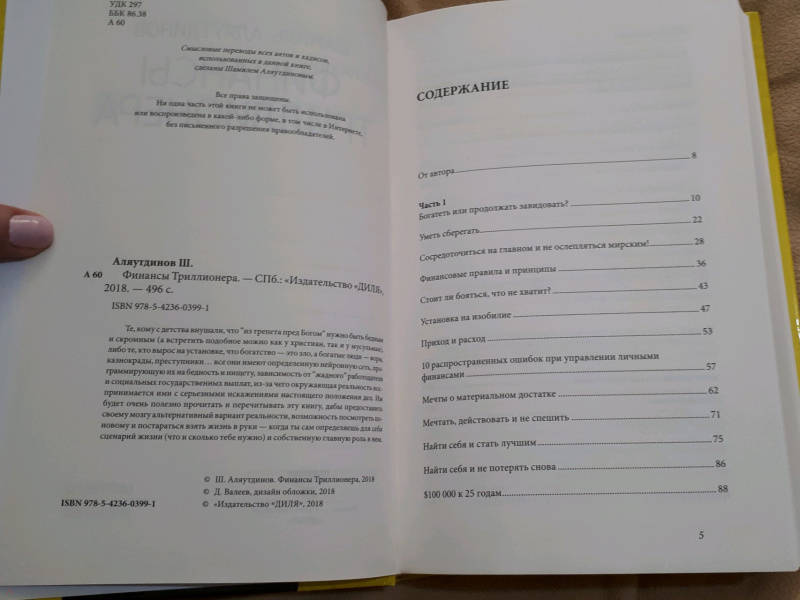 УДК 297
ББК 86.38
А 60
Смысловые переводы всех аятов и хадисов,
использованных в данной книге,
сделаны Шамилем Аляутдиновым.
Все права защищены.
Ни одна часть этой книги не может быть использована
или воспроизведена в какой-либо форме, в том числе в Интернете,
без письменного разрешения правообладателей.
Аляутдинов Ш.
А 60 Финансы Триллионера. — СПб.: «Издательство «ДИЛЯ»,
2018. — 496 с.
ISBN 978-5-4236-0399-1
Те, кому с детства внушали, что "из трепета пред Богом" нужно быть бедным
и скромным (а встретить подобное можно как у христиан, так и у мусульман),
либо те, кто вырос на установке, что богатство — это зло, а богатые люди — воры,
казнокрады, преступники… все они имеют определенную нейронную сеть, про-
граммирующую их на бедность и нищету, зависимость от "жадного" работодателя
и социальных государственных выплат, из-за чего окружающая реальность вос-
принимается ими с серьезными искажениями настоящего положения дел. Им
будет очень полезно прочитать и перечитывать эту книгу, дабы предоставить
своему мозгу альтернативный вариант реальности, возможность посмотреть по-
новому и постараться взять жизнь в руки — когда ты сам определяешь для себя
сценарий жизни (что и сколько тебе нужно) и собственную главную роль в нем.
© Ш. Аляутдинов. Финансы Триллионера, 2018
© Д. Валеев, дизайн обложки, 2018
ISBN 978-5-4236-0399-1 © «Издательство «ДИЛЯ», 2018
СОДЕРЖАНИЕ
От автора 8
Часть 1
Богатеть или продолжать завидовать? 10
Уметь сберегать 22
Сосредоточиться на главном и не ослепляться мирским! 28
Финансовые правила и принципы 36
Стоит ли бояться, что не хватит? 43
Установка на изобилие 47
Приход и расход 53
10 распространенных ошибок при управлении личными
финансами 57
Мечты о материальном достатке 62
Мечтать, действовать и не спешить 71
Найти себя и стать лучшим 75
Найти себя и не потерять снова 86
$100 000 к 25 годам 88
5